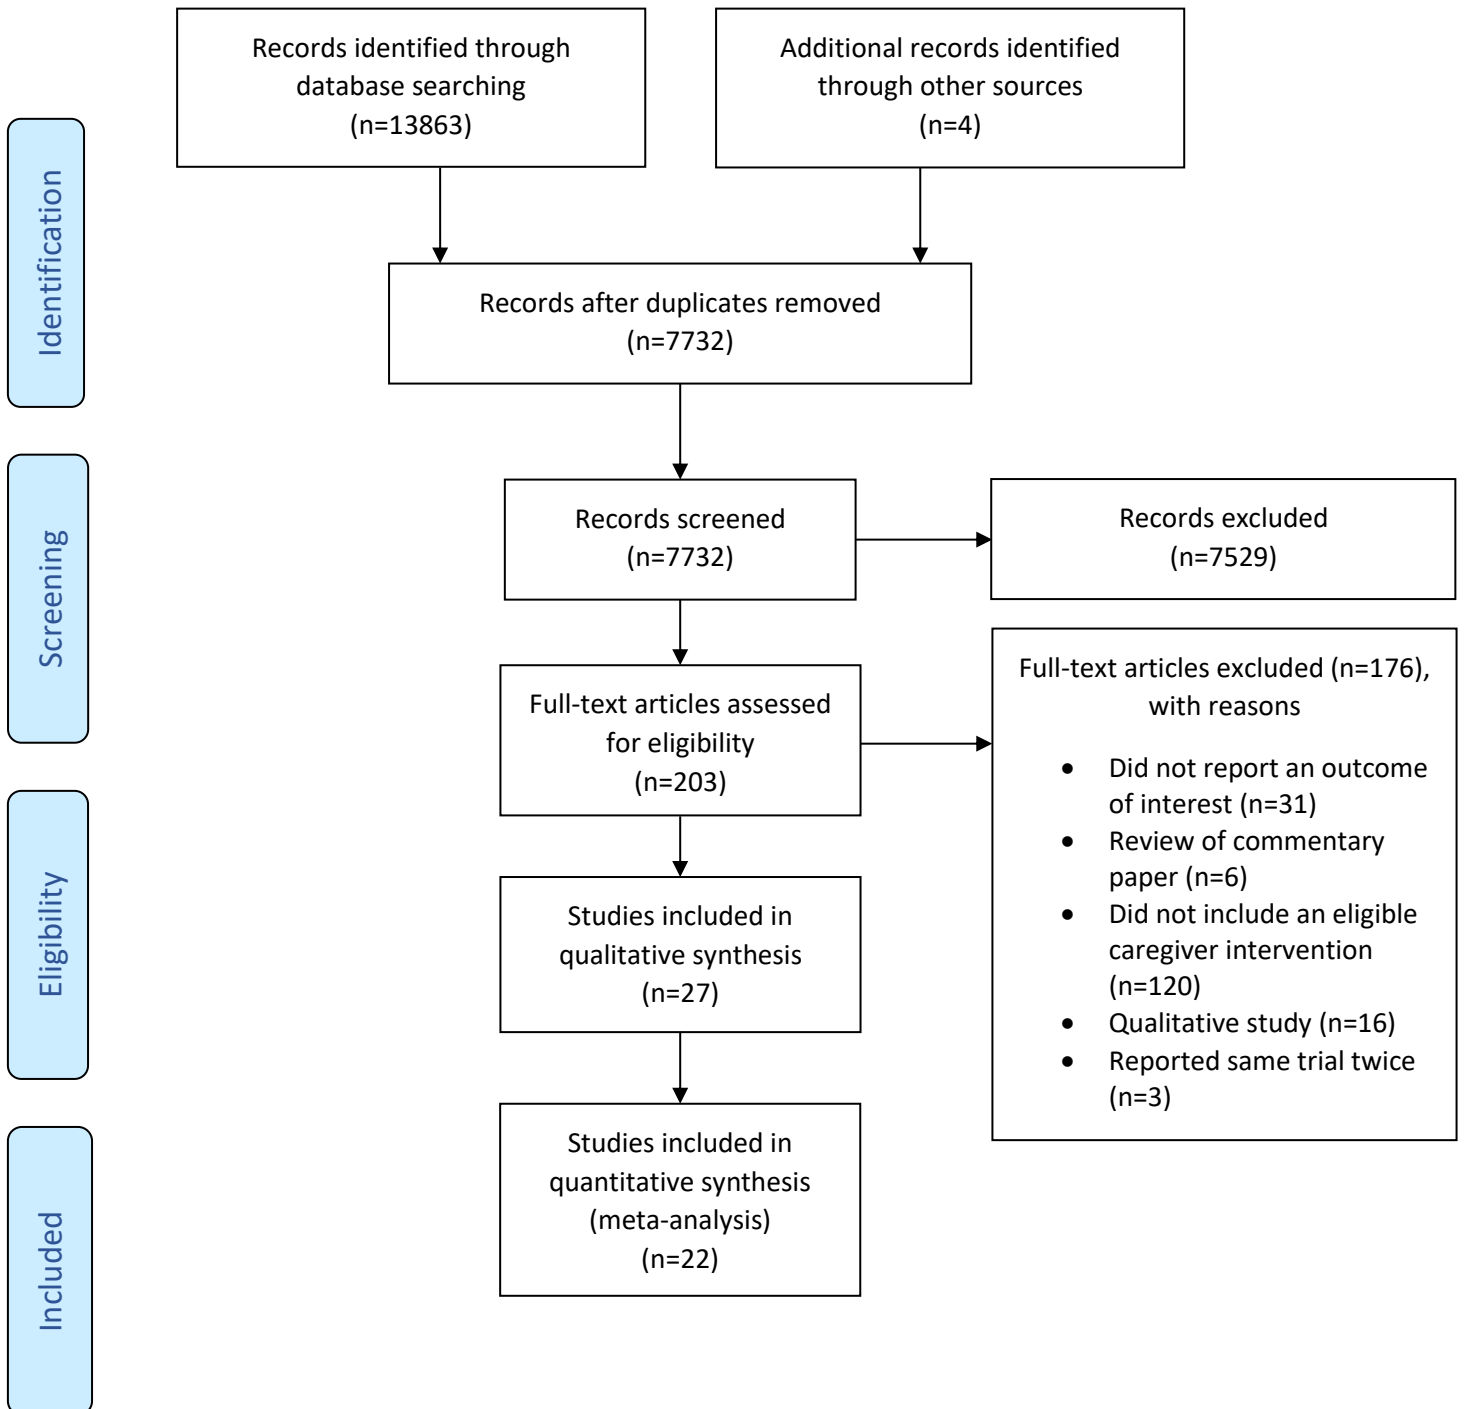 Records identified through
database searching
(n=13863)
Additional records identified
through other sources
(n=4)
Identification
Records after duplicates removed
(n=7732)
Screening
Records screened
(n=7732)
Records excluded
(n=7529)
Full-text articles assessed
for eligibility
(n=203)
Full-text articles excluded (n=176),
with reasons
• Did not report an outcome
of interest (n=31)
• Review of commentary
paper (n=6)
• Did not include an eligible
caregiver intervention
(n=120)
• Qualitative study (n=16)
• Reported same trial twice
(n=3)
Eligibility
Studies included in
qualitative synthesis
(n=27)
Included
Studies included in
quantitative synthesis
(meta-analysis)
(n=22)